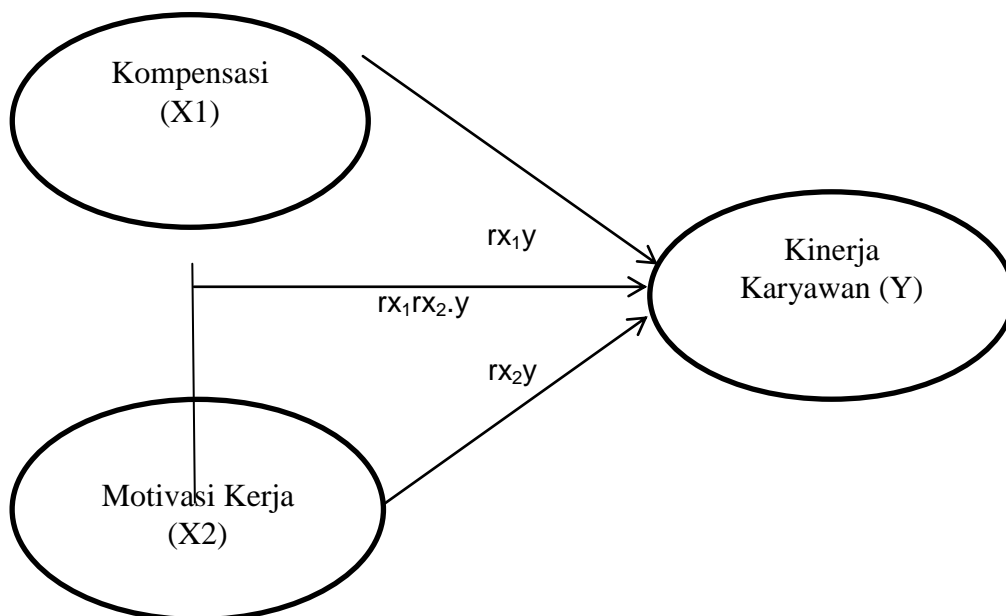 Kompensasi
(X1)
rx₁y
Kinerja
Karyawan (Y)
rx₁rx₂.y
rx₂y
Motivasi Kerja
(X2)